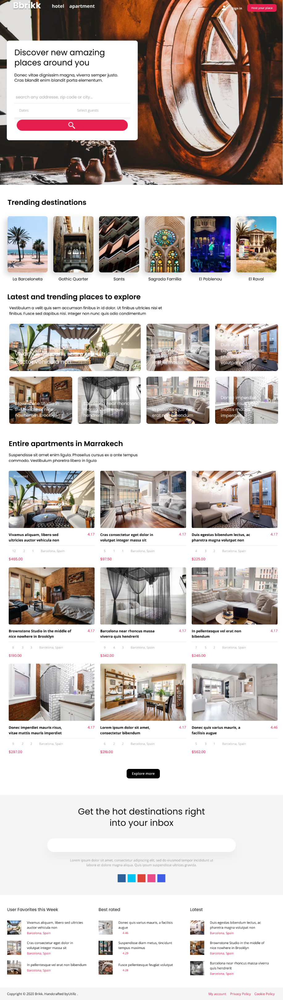 Bbrikk hotel apartment Sign in Host your place
Discover new amazing
places around you
Donec vitae dignissim magna, viverra semper justo.
Cras blandit enim blandit porta elementum.
search any addresse, zip code or city...
Dates Select guests
Trending destinations
La Barceloneta Gothic Quarter Sants Sagrada Família El Poblenou El Raval
Latest and trending places to explore
Vestibulum a velit quis sem accumsan finibus in id dolor. Ut finibus ultricies nisi et
finibus. Fusce sed dapibus nisi. Integer non nunc quis odio condimentum
Vivamus aliquam, libero sed ultricies
auctor vehicula non
Cras consectetur eget
dolor in volutpat
integer massa sit
Duis egestas
bibendum lectus, ac
pharetra magna
volutpat non
Brownstone Studio in
the middle of nice
nowhere in Brooklyn
Barcelona near rhoncus
massa viverra quis
hendrerit
In pellentesque vel
erat non bibendum
Donec imperdiet
mauris risus, vitae
mattis mauris
imperdiet
Entire apartments in Marrakech
Suspendisse sit amet enim ligula. Phasellus cursus ex a ante tempus
commodo. Vestibulum pharetra libero in ligula
Promoted
Vivamus aliquam, libero sed 4.17
ultricies auctor vehicula non
12 2 1 Barcelona, Spain
$465.00
Cras consectetur eget dolor in 4.17
volutpat integer massa sit
5 1 1 Barcelona, Spain
$97.50
Duis egestas bibendum lectus, ac 4.17
pharetra magna volutpat non
4 3 2 Barcelona, Spain
$225.00
Brownstone Studio in the middle of 4.17
nice nowhere in Brooklyn
8 3 3 Barcelona, Spain
$190.00
Barcelona near rhoncus massa 4.17
viverra quis hendrerit
9 4 3 Barcelona, Spain
$342.00
Featured
In pellentesque vel erat non 4.17
bibendum
7 5 2 Barcelona, Spain
$246.00
Donec imperdiet mauris risus, 4.17
vitae mattis mauris imperdiet
9 2 2 Barcelona, Spain
$297.00
Lorem ipsum dolor sit amet, 4.17
consectetur bibendum
6 2 2 Barcelona, Spain
$219.00
Donec quis varius mauris, a 4.46
facilisis augue
5 3 1 Barcelona, Spain
$562.00
Explore more
Get the hot destinations right
into your inbox
Lorem ipsum dolor sit amet, consectetur adipiscing elit, sed do eiusmod tempor incididunt ut
labore et dolore magna aliqua. Quis ipsum suspendisse ultrices gravida.
User Favorites this Week
Vivamus aliquam, libero sed ultricies
auctor vehicula non
Barcelona, Spain
Cras consectetur eget dolor in
volutpat integer massa sit
Barcelona, Spain
In pellentesque vel erat non bibendum
Barcelona, Spain
Best rated
Donec quis varius mauris, a facilisis
augue
4.46
Suspendisse diam metus, tincidunt
tempus maximus
4.29
Fusce pellentesque feugiat volutpat
4.28
Latest
Duis egestas bibendum lectus, ac
pharetra magna volutpat non
Barcelona, Spain
Brownstone Studio in the middle of
nice nowhere in Brooklyn
Barcelona, Spain
Barcelona near rhoncus massa viverra
quis hendrerit
Barcelona, Spain
Copyright © 2020 Brikk. Handcrafted byUtillz . My account Privacy Policy Cookie Policy